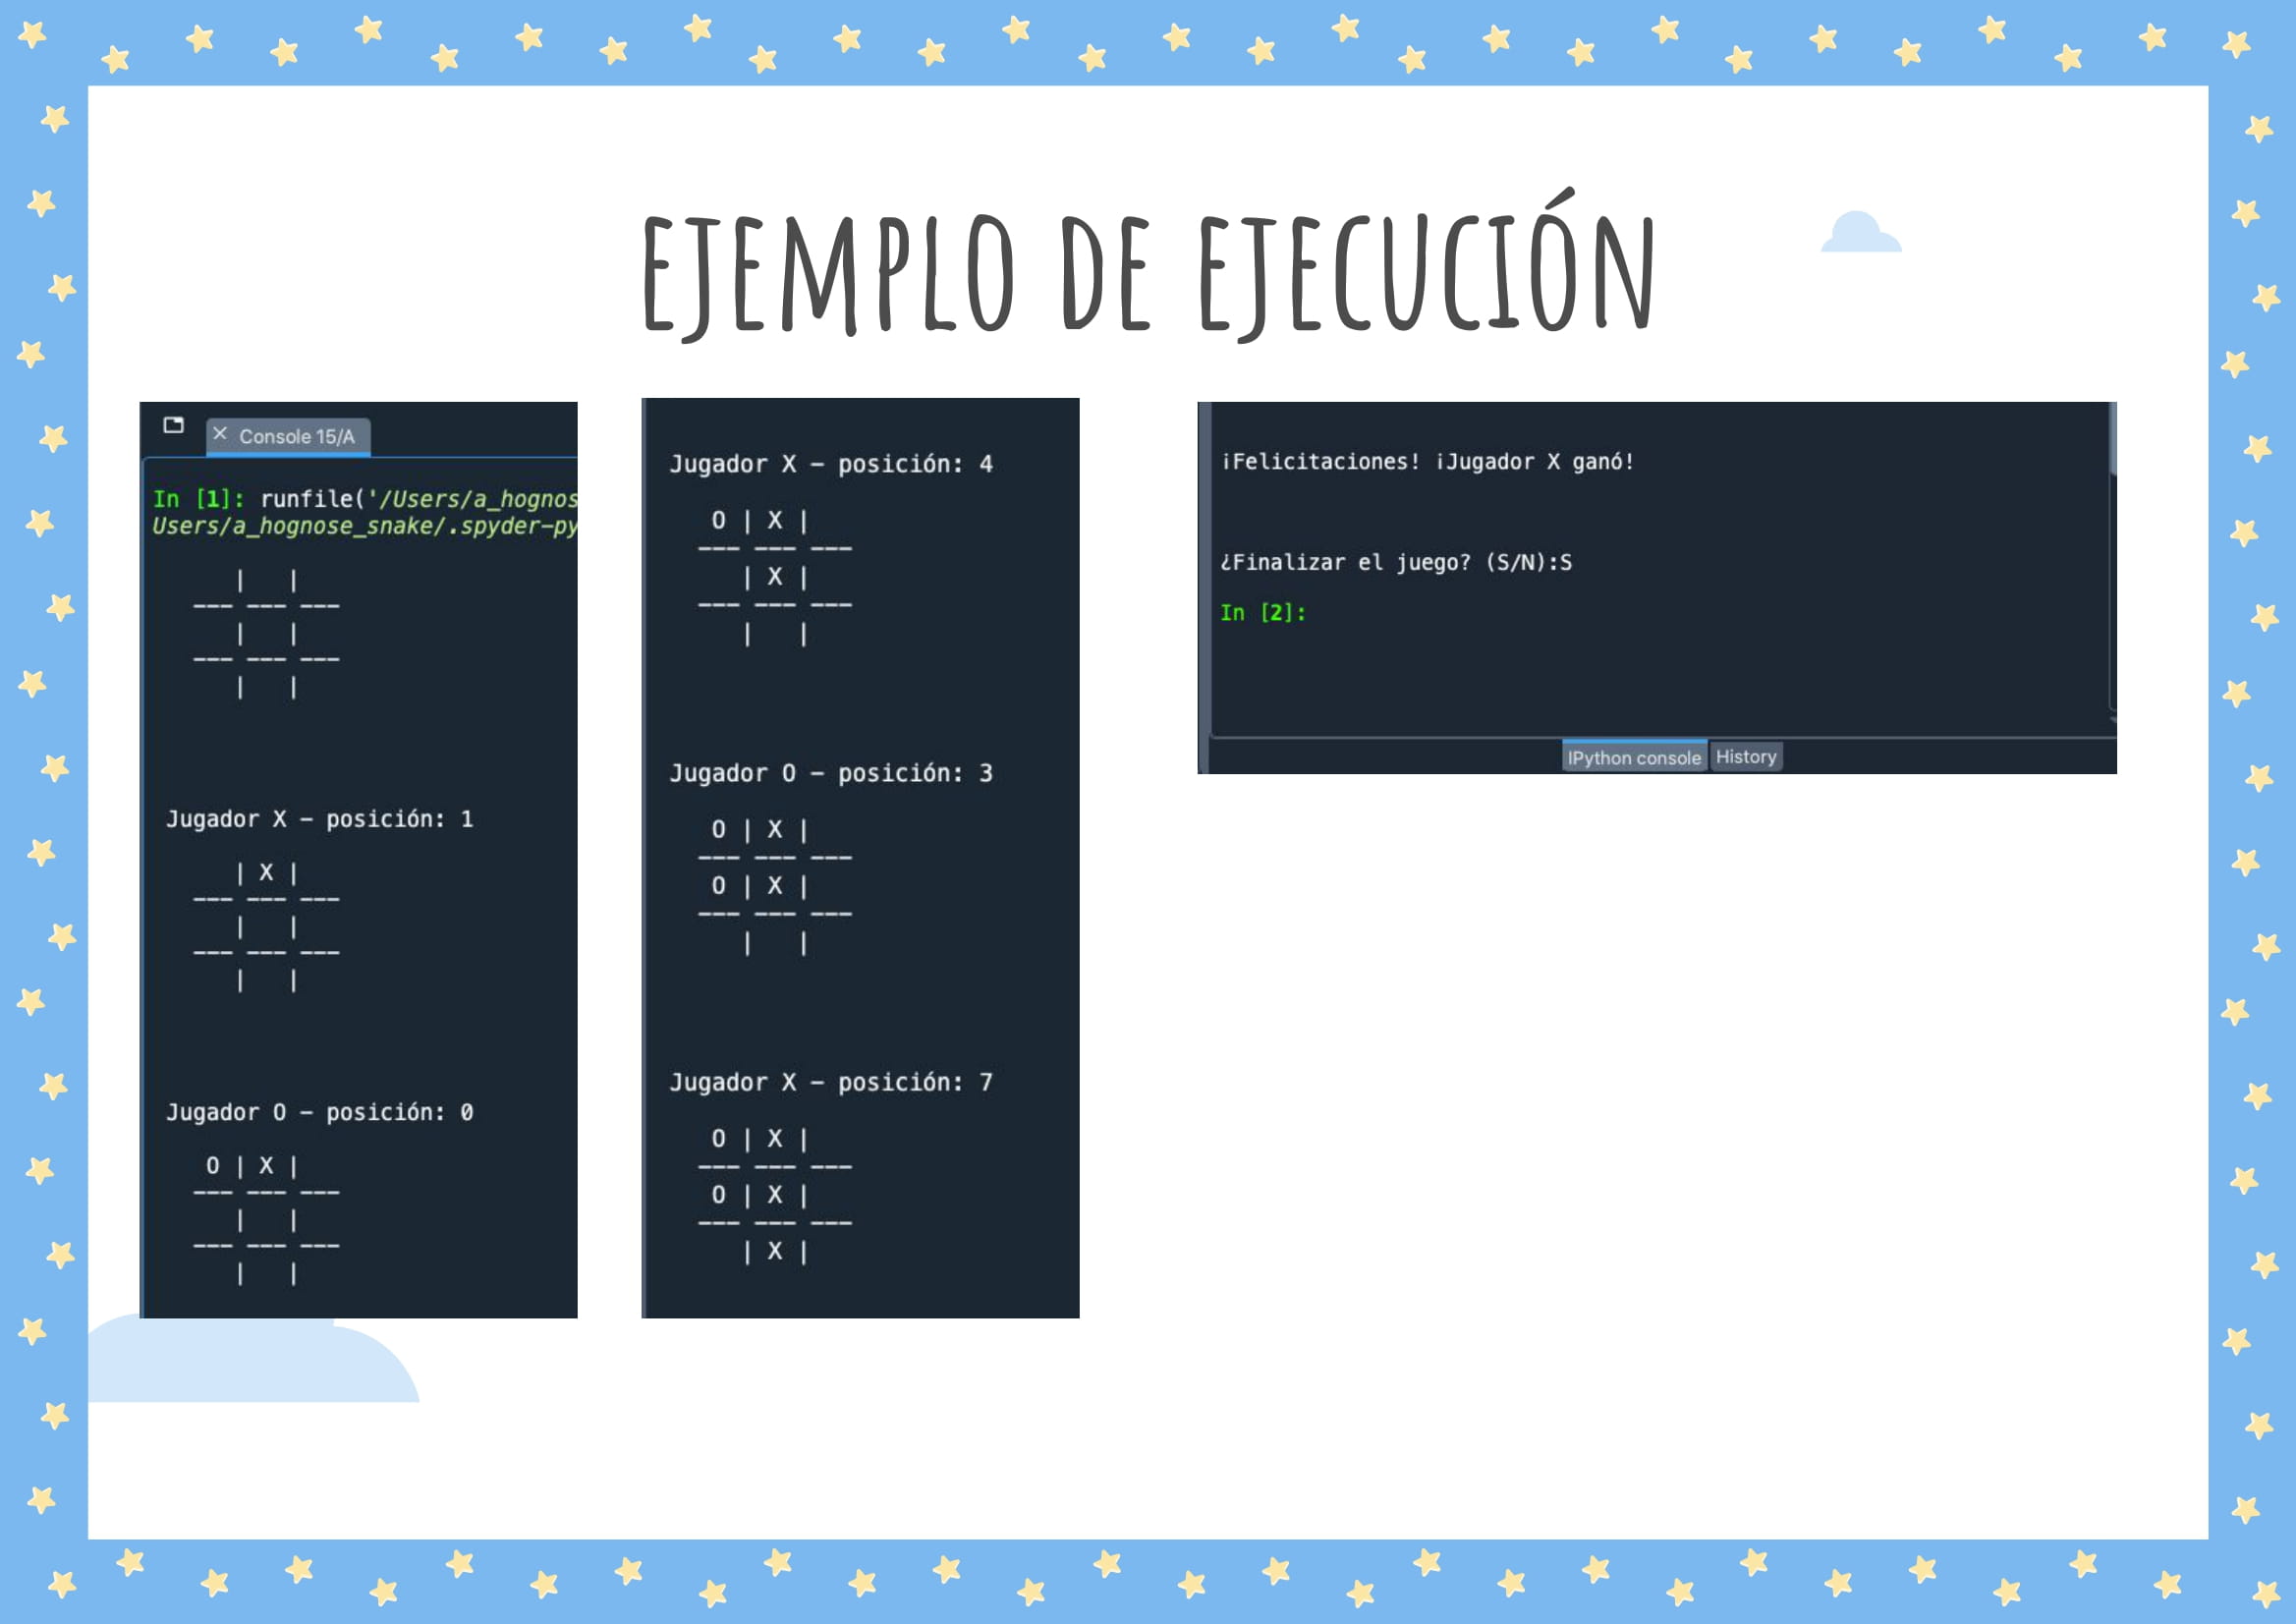 EJEMPLO DE EJECUCIÓN
Console 15/A
In [1]: runfile('/Users/a_hognos
Users/a_hognose_snake/.spyder-py
|   |
--- --- ---
|   |
--- --- ---
|   |
Jugador X – posición: 1
| X |
--- --- ---
|   |
--- --- ---
|   |
Jugador O – posición: 0
O | X |
--- --- ---
|   |
--- --- ---
|   |
Jugador X – posición: 4
O | X |
--- --- ---
| X |
--- --- ---
|   |
Jugador O – posición: 3
O | X |
--- --- ---
O | X |
--- --- ---
|   |
Jugador X – posición: 7
O | X |
--- --- ---
O | X |
--- --- ---
| X |
¡Felicitaciones! ¡Jugador X ganó!
¿Finalizar el juego? (S/N):S
In [2]:
IPython console History